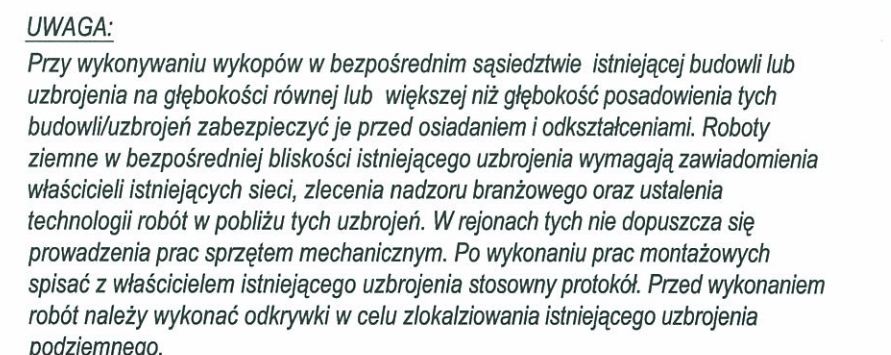 UWAGA:
Przy wykonywaniu wykopów w bezpośrednim sąsiedztwie istniejącej budowli lub
uzbrojenia na głębokości równej lub większej niż głębokość posadowienia tych
budowli/uzbrojeń zabezpieczyć je przed osiadaniem i odkształceniami. Roboty
ziemne w bezpośredniej bliskości istniejącego uzbrojenia wymagają zawiadomienia
właścicieli istniejących sieci, zlecenia nadzoru branżowego oraz ustalenia
technologii robót w pobliżu tych uzbrojeń. W rejonach tych nie dopuszcza się
prowadzenia prac sprzętem mechanicznym. Po wykonaniu prac montażowych
spisać z właścicielem istniejącego uzbrojenia stosowny protokół. Przed wykonaniem
robót należy wykonać odkrywki w celu zlokalziowania istniejącego uzbrojenia
podziemnego.